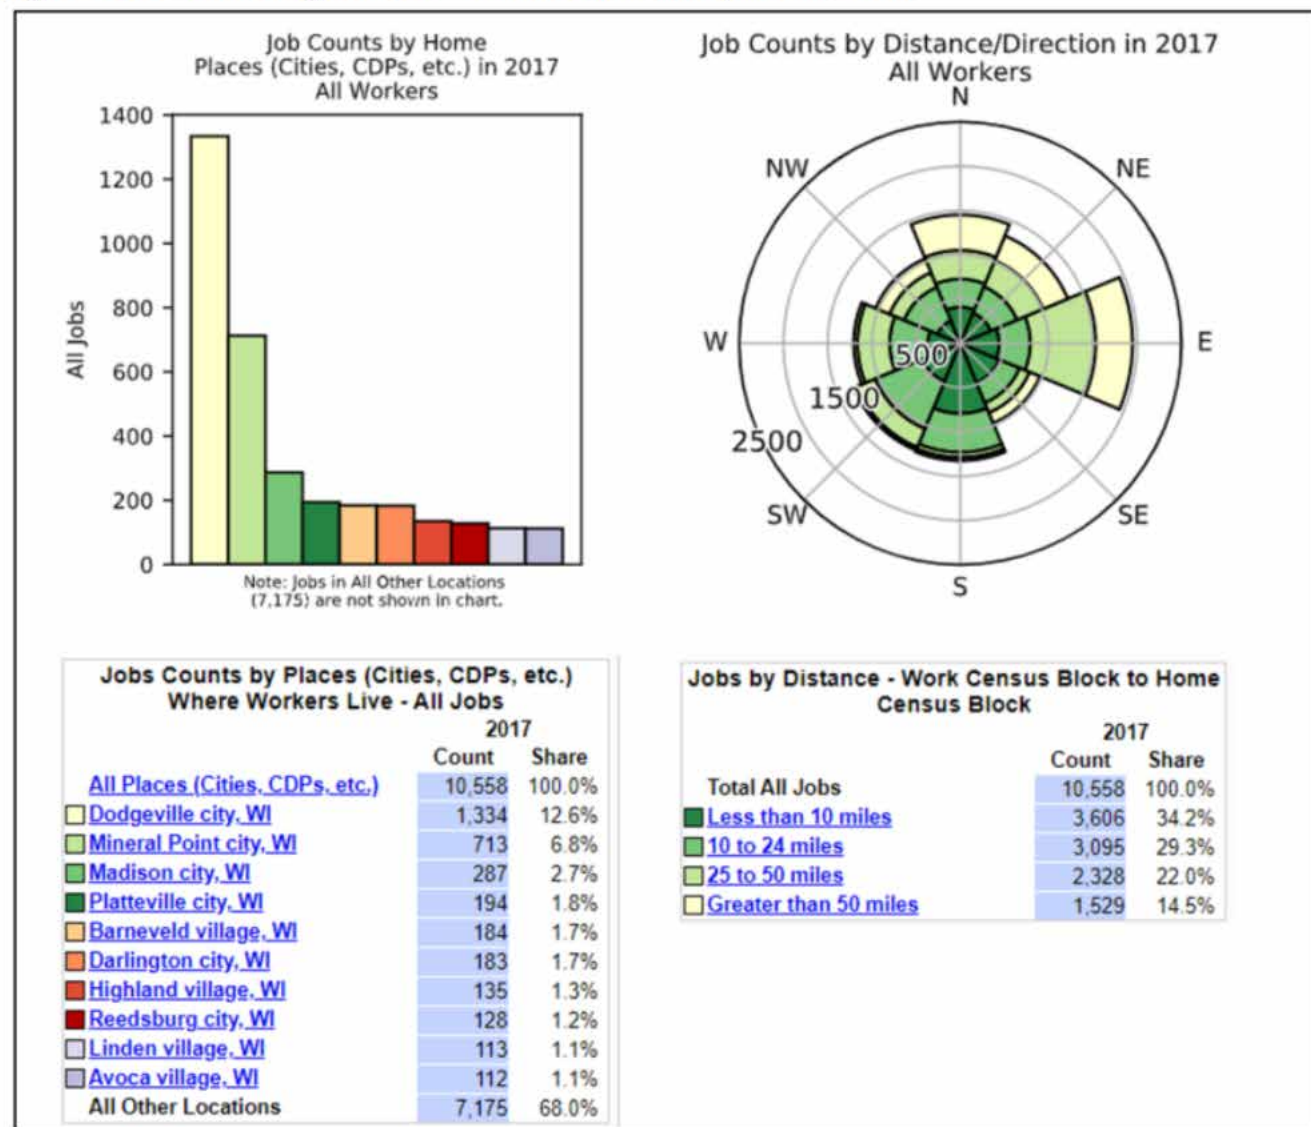 Job Counts by Home
Places (Cities, CDPs, etc.) in 2017
All Workers
1400
1200
1000
800
600
400
200
0
All Jobs
Note: Jobs in All Other Locations
(7,175) are not shown in chart.
Job Counts by Distance/Direction in 2017
All Workers
N
NW
NE
W
E
500
1500
2500
SW
SE
S
Jobs Counts by Places (Cities, CDPs, etc.)
Where Workers Live - All Jobs
2017
Count Share
All Places (Cities, CDPs, etc.) 10,558 100.0%
Dodgeville city, WI 1,334 12.6%
Mineral Point city, WI 713 6.8%
Madison city, WI 287 2.7%
Platteville city, WI 194 1.8%
Barneveld village, WI 184 1.7%
Darlington city, WI 183 1.7%
Highland village, WI 135 1.3%
Reedsburg city, WI 128 1.2%
Linden village, WI 113 1.1%
Avoca village, WI 112 1.1%
All Other Locations 7,175 68.0%
Jobs by Distance - Work Census Block to Home
Census Block
2017
Count Share
Total All Jobs 10,558 100.0%
Less than 10 miles 3,606 34.2%
10 to 24 miles 3,095 29.3%
25 to 50 miles 2,328 22.0%
Greater than 50 miles 1,529 14.5%